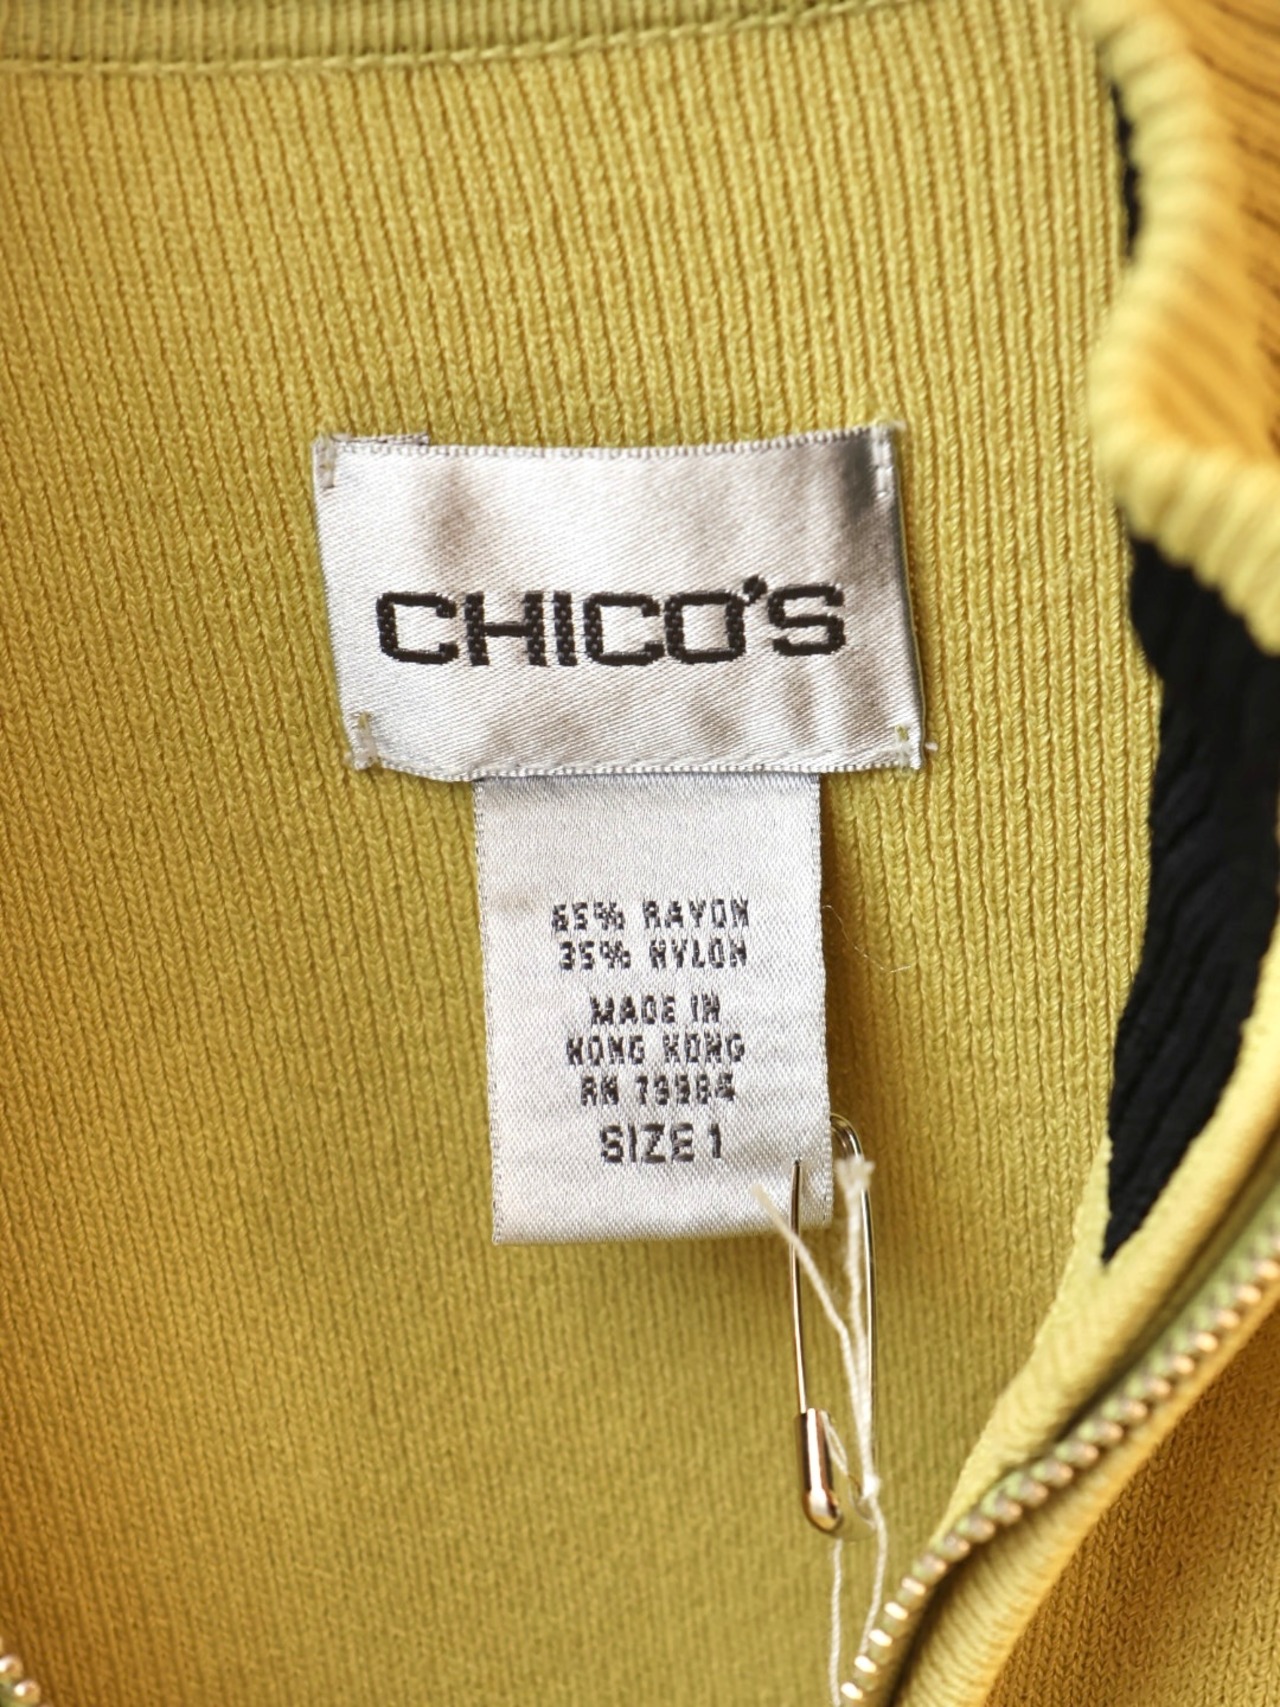 CHICO'S
65% RAYON
35% NYLON
MADE IN
HONG KONG
RN 79984
SIZE 1